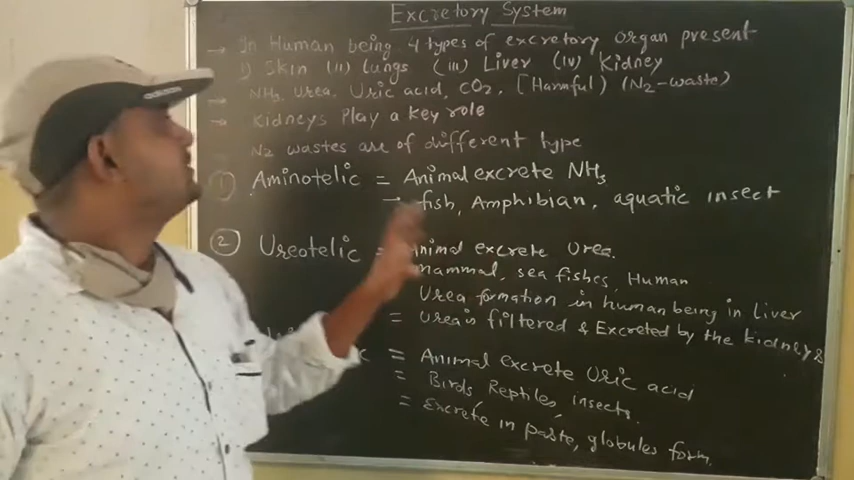 Excretory System
→ In Human being 4 types of excretory organ present
i) Skin (ii) Lungs (iii) Liver (iv) Kidney
→ NH3, Urea, Uric acid, CO2, [Harmful) (N2-waste)
→ Kidneys Play a key role
N2 wastes are of different type
① Aminotelic = Animal excrete NH3
→ fish, Amphibian, aquatic insect
② Ureotelic = Animal excrete Urea.
mammal, sea fishes, Human
Urea formation in human being in Liver
= Urea is filtered & Excreted by the kidneys
= Animal excrete Uric acid
= Birds Reptiles, insects.
= Excrete in paste, globules form.